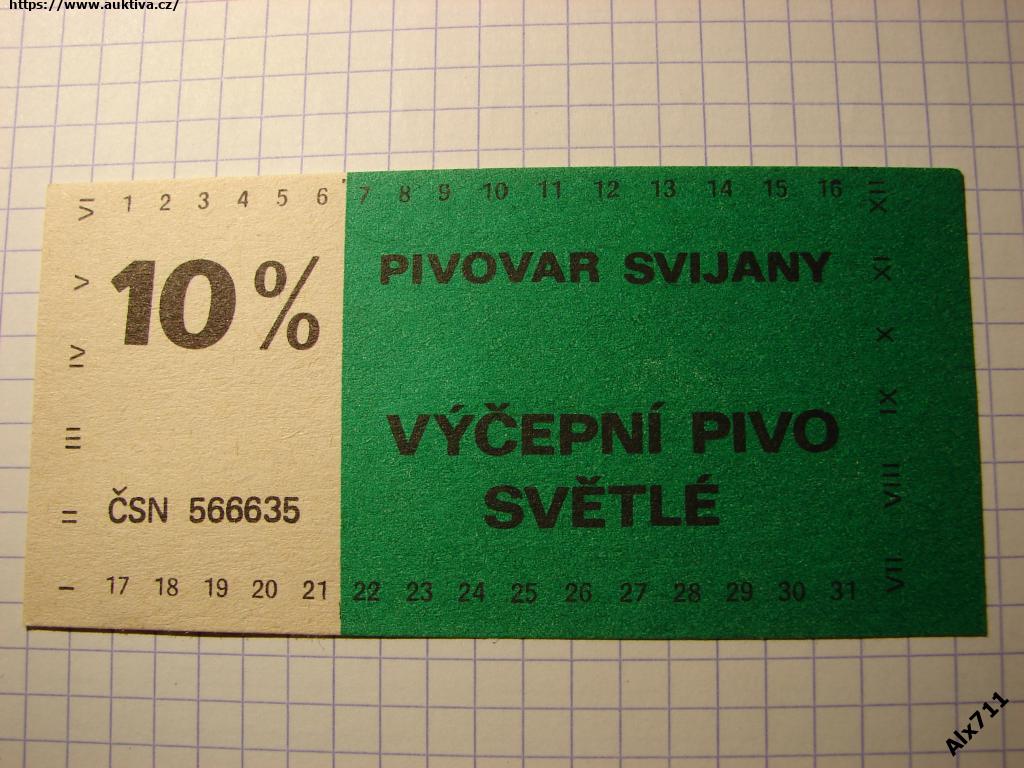 https://www.auktiva.cz/
1 2 3 4 5 6 7 8 9 10 11 12 13 14 15 16
I II III IV V VI
10%
ČSN 566635
PIVOVAR SVIJANY
VÝČEPNÍ PIVO
SVĚTLÉ
VII VIII IX X XI XII
17 18 19 20 21 22 23 24 25 26 27 28 29 30 31
Alx711